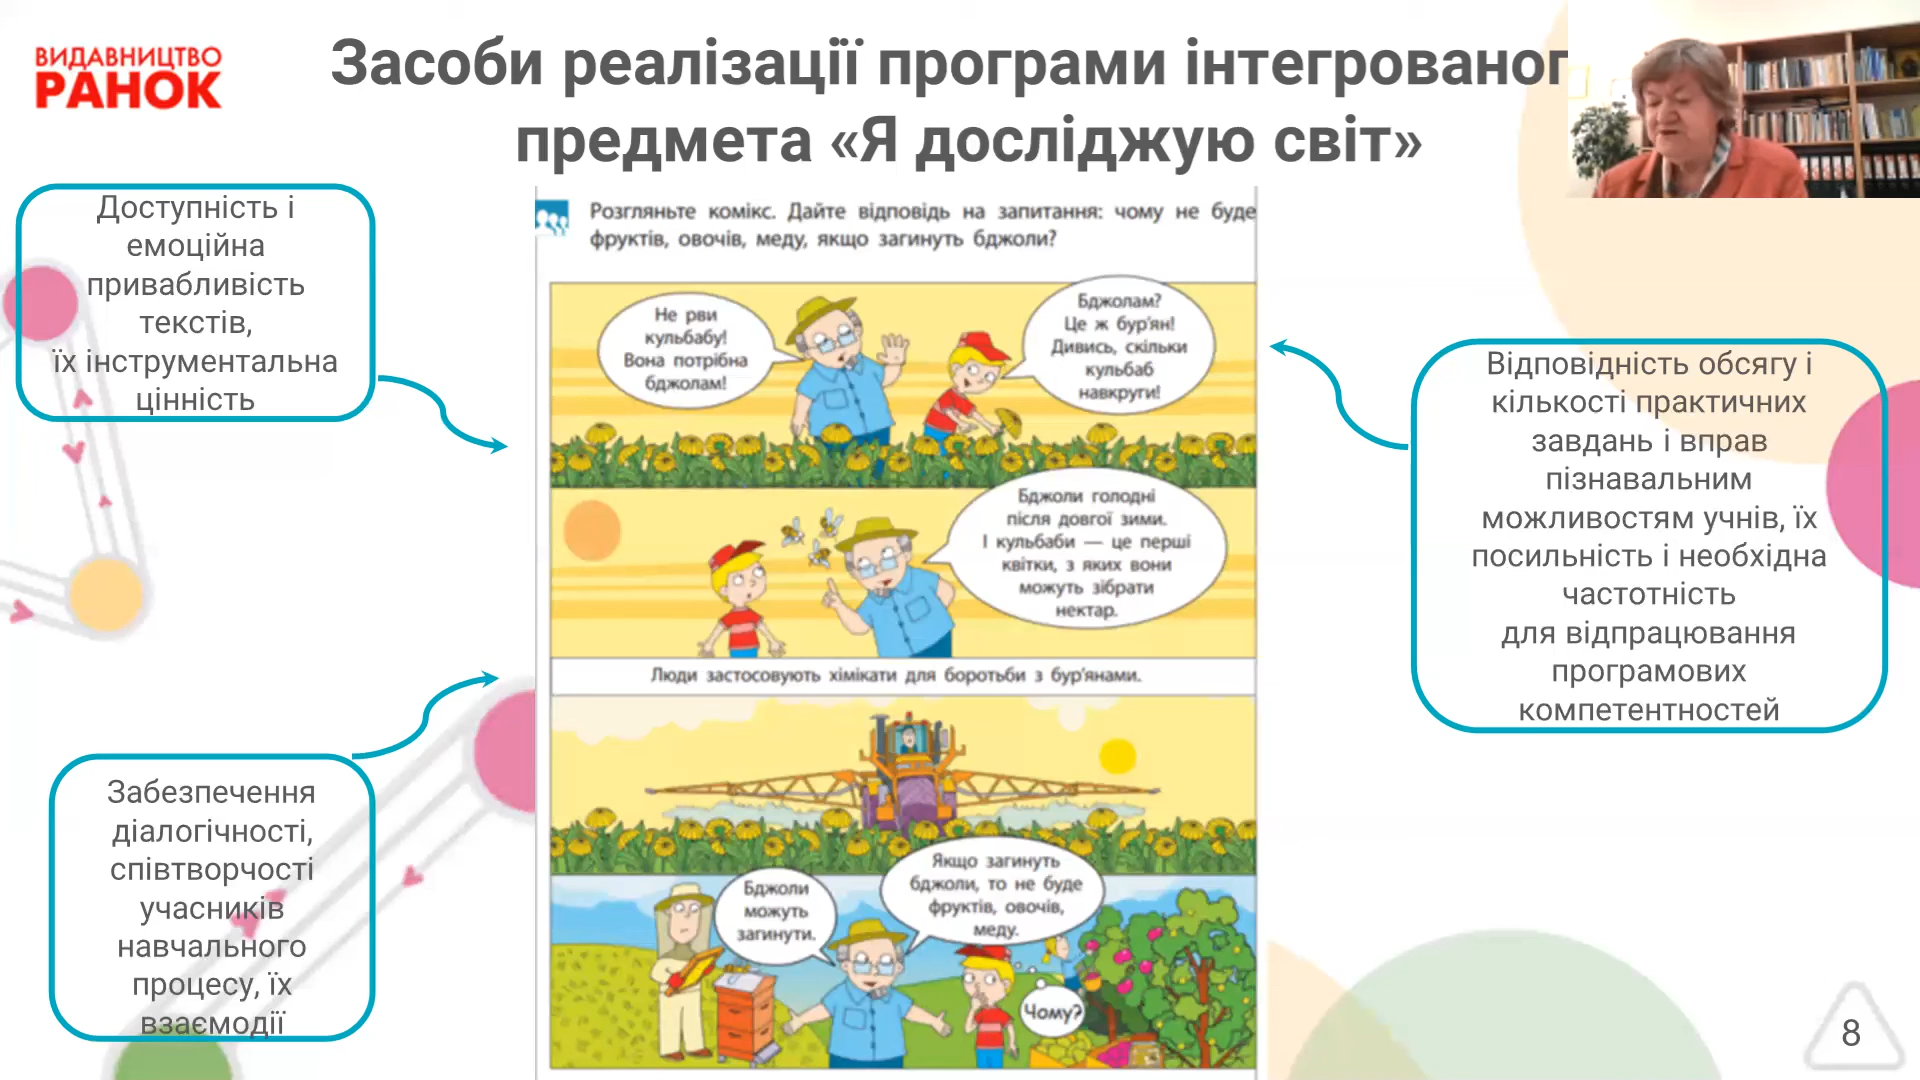 ВИДАВНИЦТВО
РАНОК
Засоби реалізації програми інтегрованог
предмета «Я досліджую світ»
Доступність і
емоційна
привабливість
текстів,
їх інструментальна
цінність
Забезпечення
діалогічності,
співтворчості
учасників
навчального
процесу, їх
взаємодії
Розгляньте комікс. Дайте відповідь на запитання: чому не буде
фруктів, овочів, меду, якщо загинуть бджоли?
Не рви
кульбабу!
Вона потрібна
бджолам!
Бджолам?
Це ж бур'ян!
Дивись, скільки
кульбаб
навкруги!
Бджоли голодні
після довгої зими.
І кульбаби — це перші
квітки, з яких вони
можуть зібрати
нектар.
Люди застосовують хімікати для боротьби з бур'янами.
Бджоли
можуть
загинути.
Якщо загинуть
бджоли, то не буде
фруктів, овочів,
меду.
Чому?
Відповідність обсягу і
кількості практичних
завдань і вправ
пізнавальним
можливостям учнів, їх
посильність і необхідна
частотність
для відпрацювання
програмових
компетентностей
8